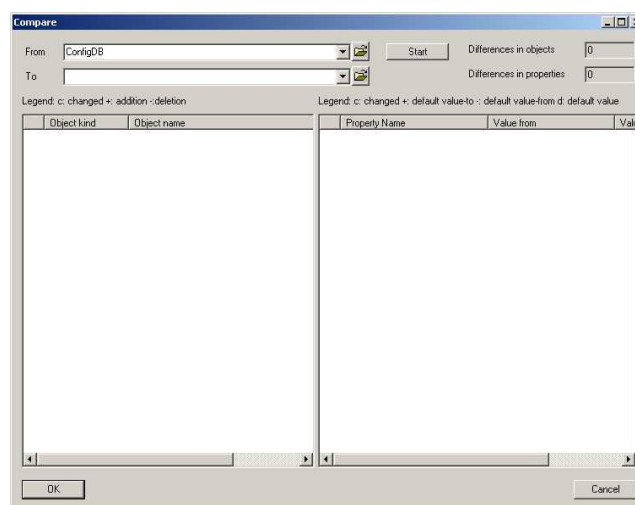 Compare
From ConfigDB Start Differences in objects 0
To Differences in properties 0
Legend: c: changed +: addition -:deletion Legend: c: changed +: default value-to -: default value-from d: default value
Object kind Object name Property Name Value from
OK Cancel